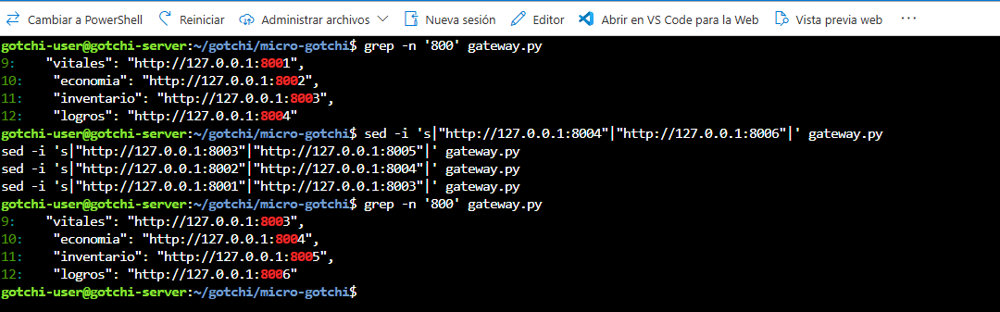 Cambiar a PowerShell Reiniciar Administrar archivos Nueva sesión Editor Abrir en VS Code para la Web Vista previa web ...
gotchi-user@gotchi-server:~/gotchi/micro-gotchi$ grep -n '800' gateway.py
9:    "vitales": "http://127.0.0.1:8001",
10:    "economia": "http://127.0.0.1:8002",
11:    "inventario": "http://127.0.0.1:8003",
12:    "logros": "http://127.0.0.1:8004"
gotchi-user@gotchi-server:~/gotchi/micro-gotchi$ sed -i 's|"http://127.0.0.1:8004"|"http://127.0.0.1:8006"|' gateway.py
sed -i 's|"http://127.0.0.1:8003"|"http://127.0.0.1:8005"|' gateway.py
sed -i 's|"http://127.0.0.1:8002"|"http://127.0.0.1:8004"|' gateway.py
sed -i 's|"http://127.0.0.1:8001"|"http://127.0.0.1:8003"|' gateway.py
gotchi-user@gotchi-server:~/gotchi/micro-gotchi$ grep -n '800' gateway.py
9:    "vitales": "http://127.0.0.1:8003",
10:    "economia": "http://127.0.0.1:8004",
11:    "inventario": "http://127.0.0.1:8005",
12:    "logros": "http://127.0.0.1:8006"
gotchi-user@gotchi-server:~/gotchi/micro-gotchi$